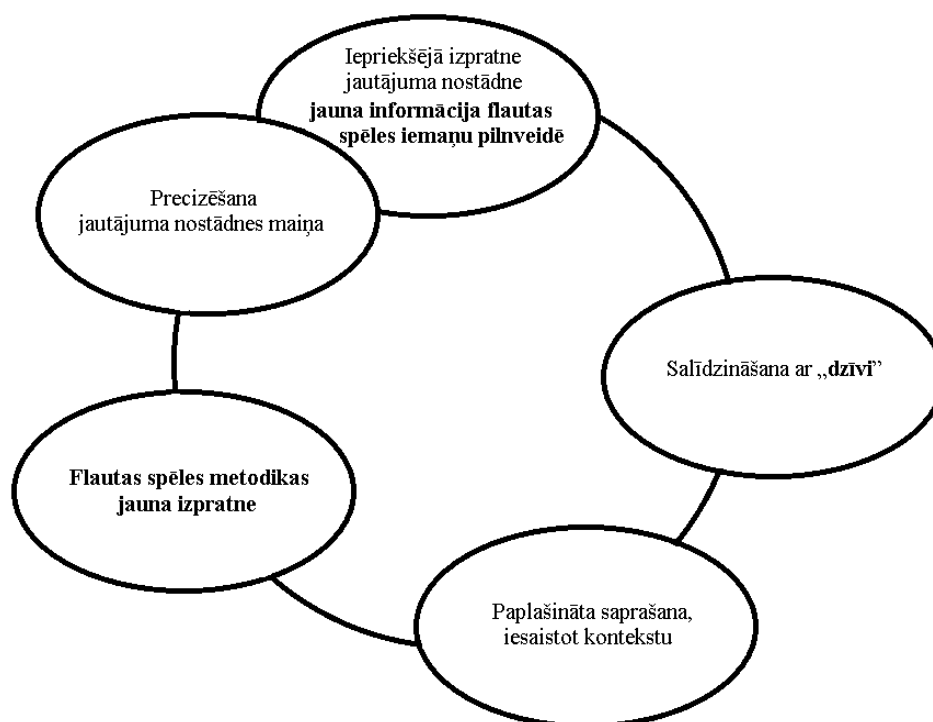 Iepriekšējā izpratne
jautājuma nostādne
jauna informācija flautas
spēles iemaņu pilnveidē
Precizēšana
jautājuma nostādnes maiņa
Salīdzināšana ar „dzīvi”
Flautas spēles metodikas
jauna izpratne
Paplašināta saprašana,
iesaistot kontekstu